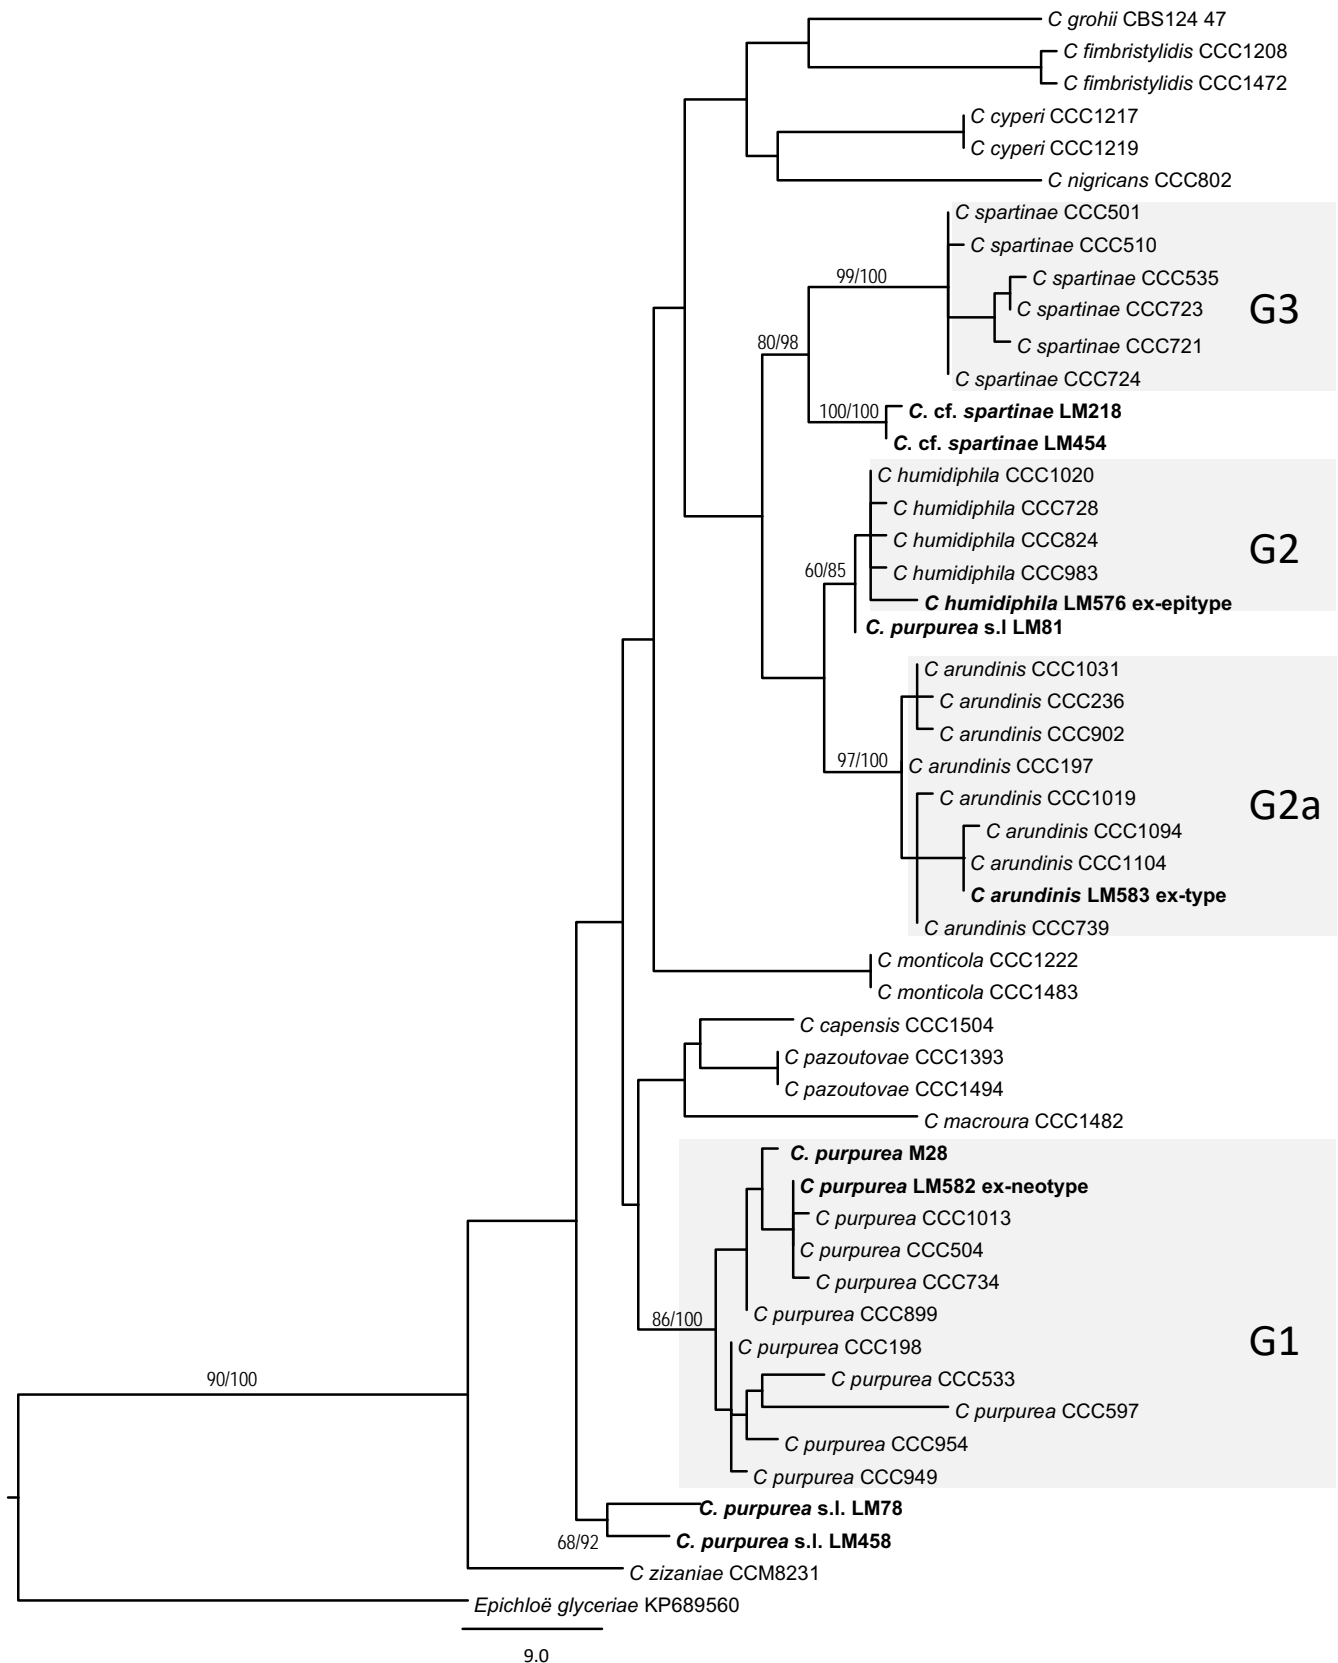 C grohii CBS124 47
C fimbristylidis CCC1208
C fimbristylidis CCC1472
C cyperi CCC1217
C cyperi CCC1219
C nigricans CCC802
C spartinae CCC501
C spartinae CCC510
99/100
C spartinae CCC535
G3
C spartinae CCC723
80/98
C spartinae CCC721
C spartinae CCC724
100/100
C. cf. spartinae LM218
C. cf. spartinae LM454
C humidiphila CCC1020
C humidiphila CCC728
C humidiphila CCC824
G2
60/85
C humidiphila CCC983
C humidiphila LM576 ex-epitype
C. purpurea s.l LM81
C arundinis CCC1031
C arundinis CCC236
C arundinis CCC902
97/100
C arundinis CCC197
C arundinis CCC1019
G2a
C arundinis CCC1094
C arundinis CCC1104
C arundinis LM583 ex-type
C arundinis CCC739
C monticola CCC1222
C monticola CCC1483
C capensis CCC1504
C pazoutovae CCC1393
C pazoutovae CCC1494
C macroura CCC1482
C. purpurea M28
C purpurea LM582 ex-neotype
C purpurea CCC1013
C purpurea CCC504
C purpurea CCC734
C purpurea CCC899
86/100
G1
C purpurea CCC198
90/100
C purpurea CCC533
C purpurea CCC597
C purpurea CCC954
C purpurea CCC949
C. purpurea s.l. LM78
68/92
C. purpurea s.l. LM458
C zizaniae CCM8231
Epichloë glyceriae KP689560
9.0